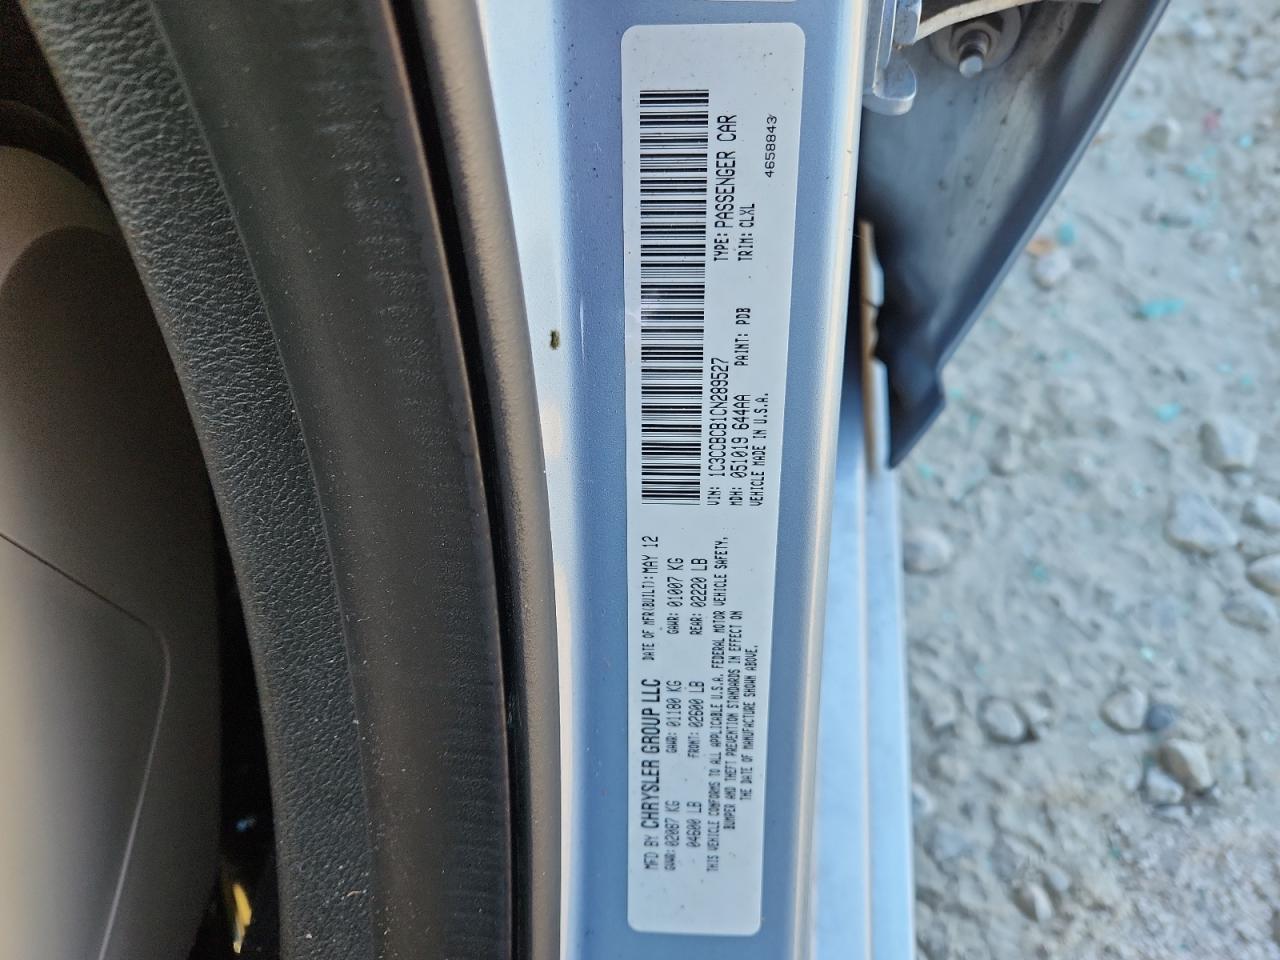 MFD BY CHRYSLER GROUP LLC DATE OF MFR(BUILT): MAY 12
GVWR: 02087 KG GAWR: 01180 KG GAWR: 01007 KG
04600 LB FRONT: 02600 LB REAR: 02220 LB
THIS VEHICLE CONFORMS TO ALL APPLICABLE U.S.A. FEDERAL MOTOR VEHICLE SAFETY,
BUMPER AND THEFT PREVENTION STANDARDS IN EFFECT ON
THE DATE OF MANUFACTURE SHOWN ABOVE.
VIN: 1C3CCBCB1CN289527 TYPE: PASSENGER CAR
MDH: 051019 644AA PAINT: PDB TRIM: CLXL
VEHICLE MADE IN U.S.A.
4658843